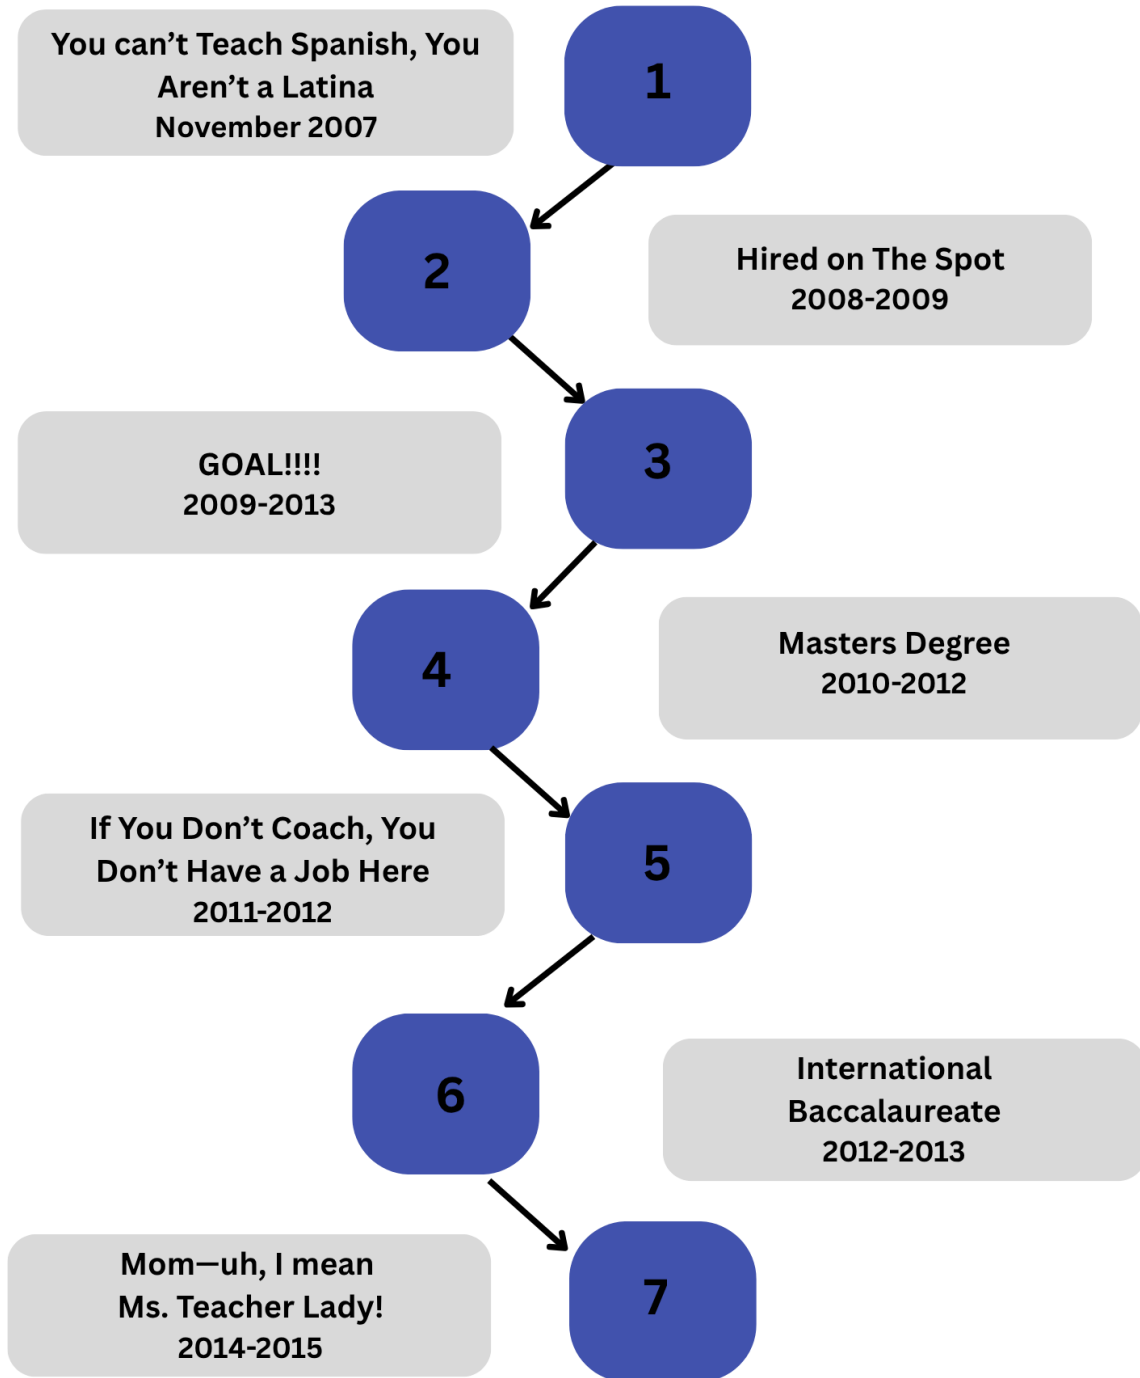 You can’t Teach Spanish, You
Aren’t a Latina
November 2007
1
2
Hired on The Spot
2008-2009
GOAL!!!!
2009-2013
3
4
Masters Degree
2010-2012
If You Don’t Coach, You
Don’t Have a Job Here
2011-2012
5
6
International
Baccalaureate
2012-2013
Mom—uh, I mean
Ms. Teacher Lady!
2014-2015
7